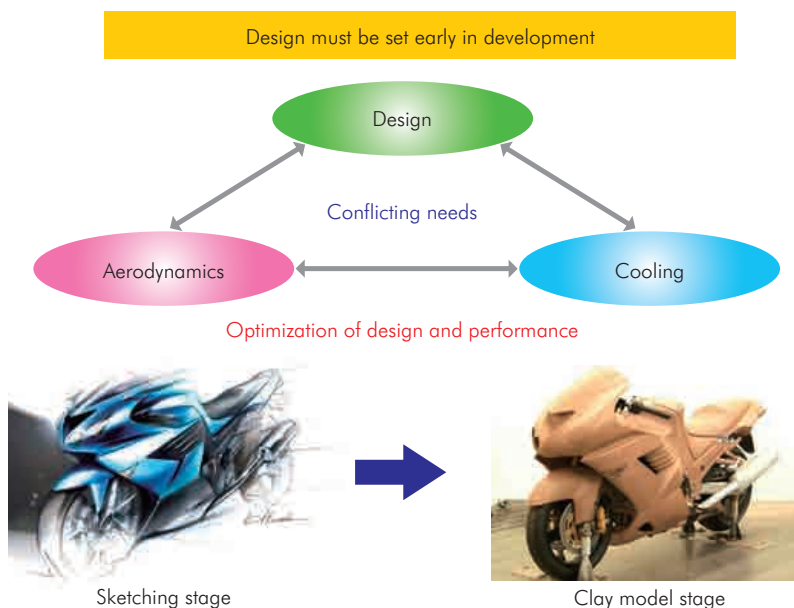 Design must be set early in development
Design
Conflicting needs
Aerodynamics
Cooling
Optimization of design and performance
Sketching stage
Clay model stage